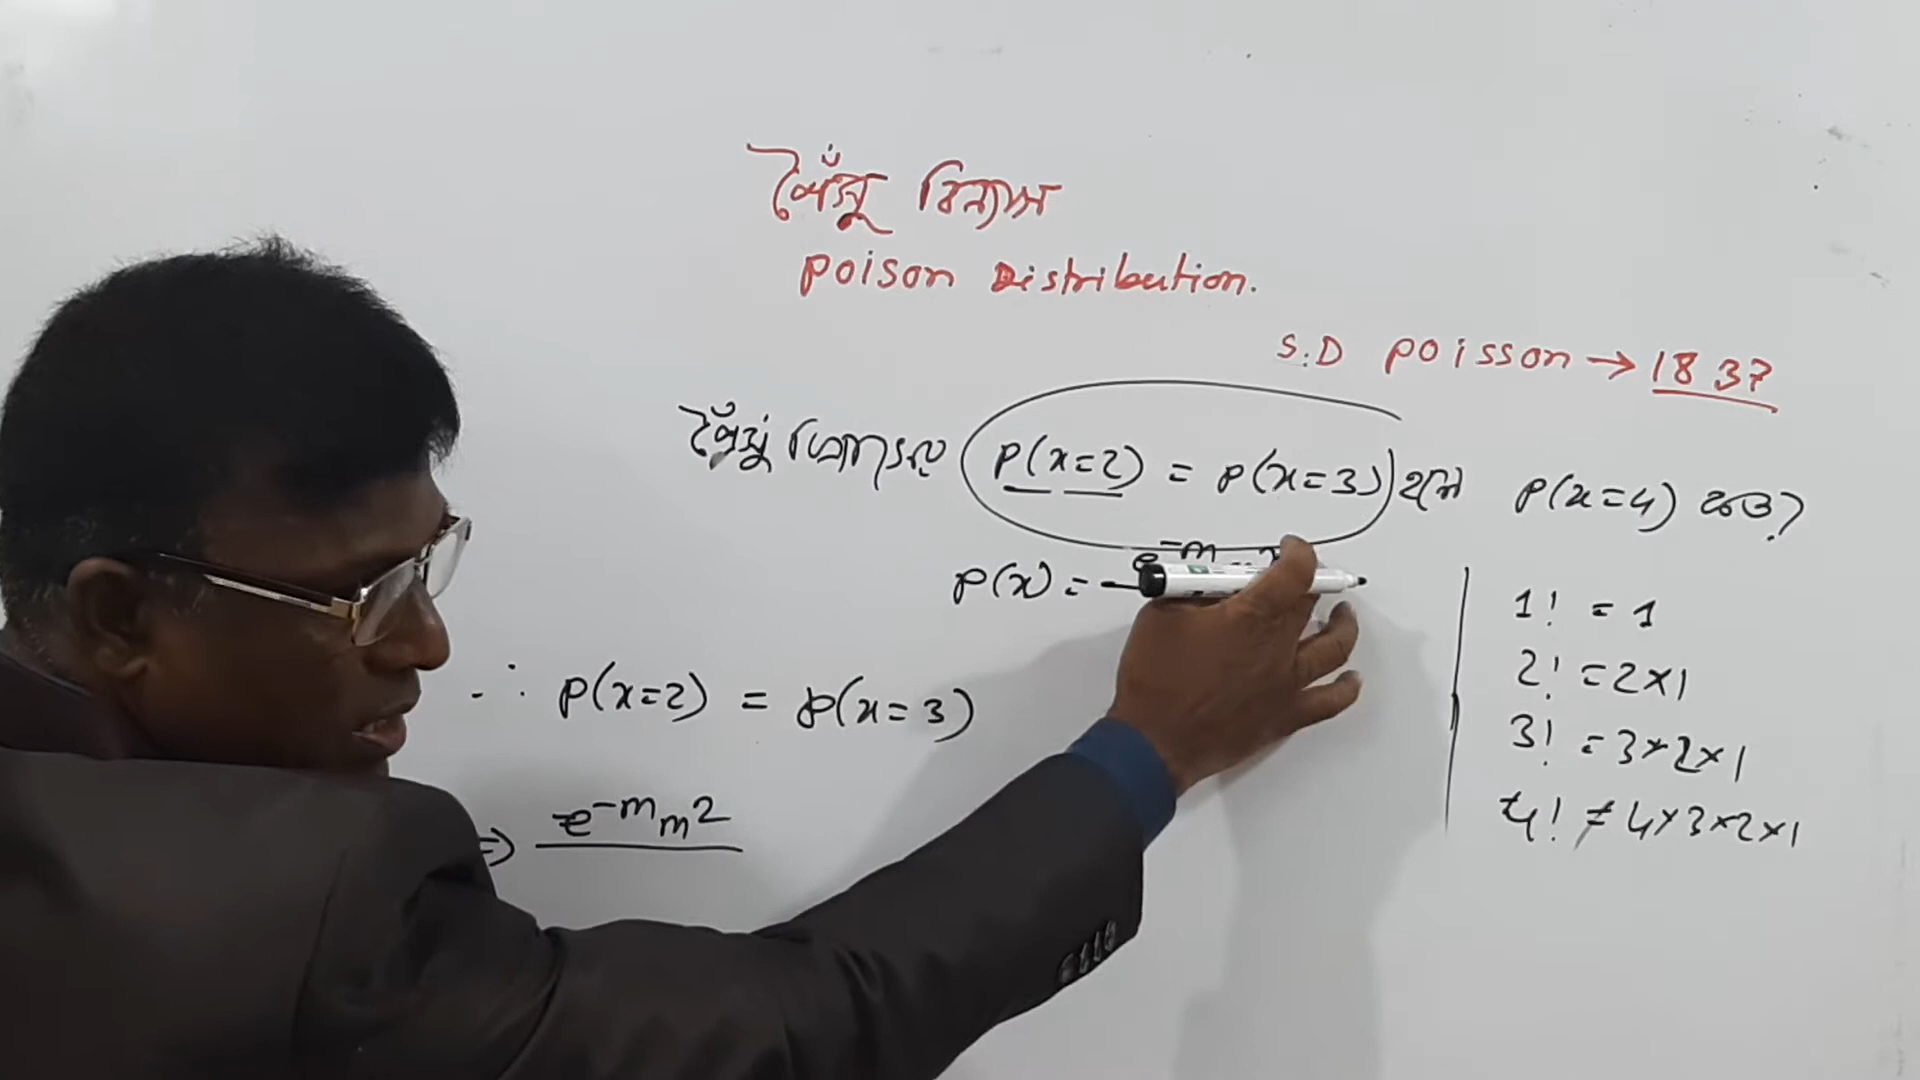 পৈঁসু বিন্যাস
poison Distribution.
S.D poisson → 1837
P(x=2) = P(x=3) হলে P(x=4) কত?
P(x) = e^-m
∴ P(x=2) = P(x=3)
⇒ e^-m m^2
1! = 1
2! = 2×1
3! = 3×2×1
4! = 4×3×2×1